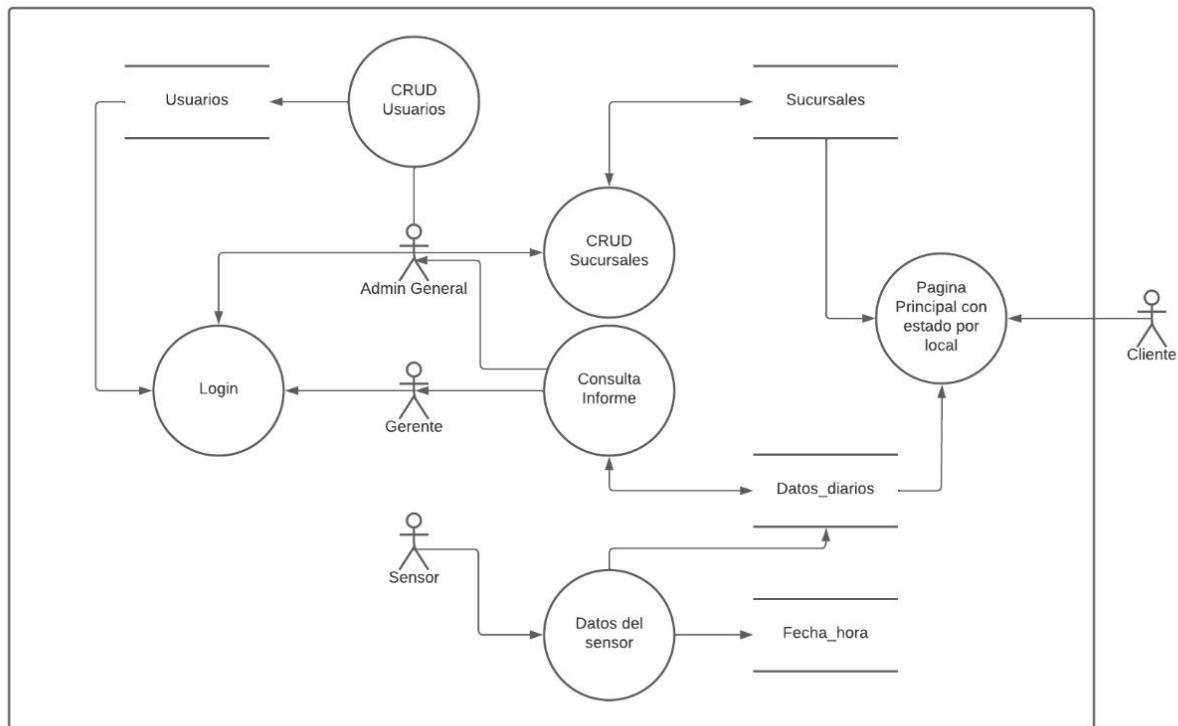 Usuarios
CRUD
Usuarios
Sucursales
CRUD
Sucursales
Admin General
Pagina
Principal con
estado por
local
Cliente
Login
Gerente
Consulta
Informe
Datos_diarios
Sensor
Datos del
sensor
Fecha_hora